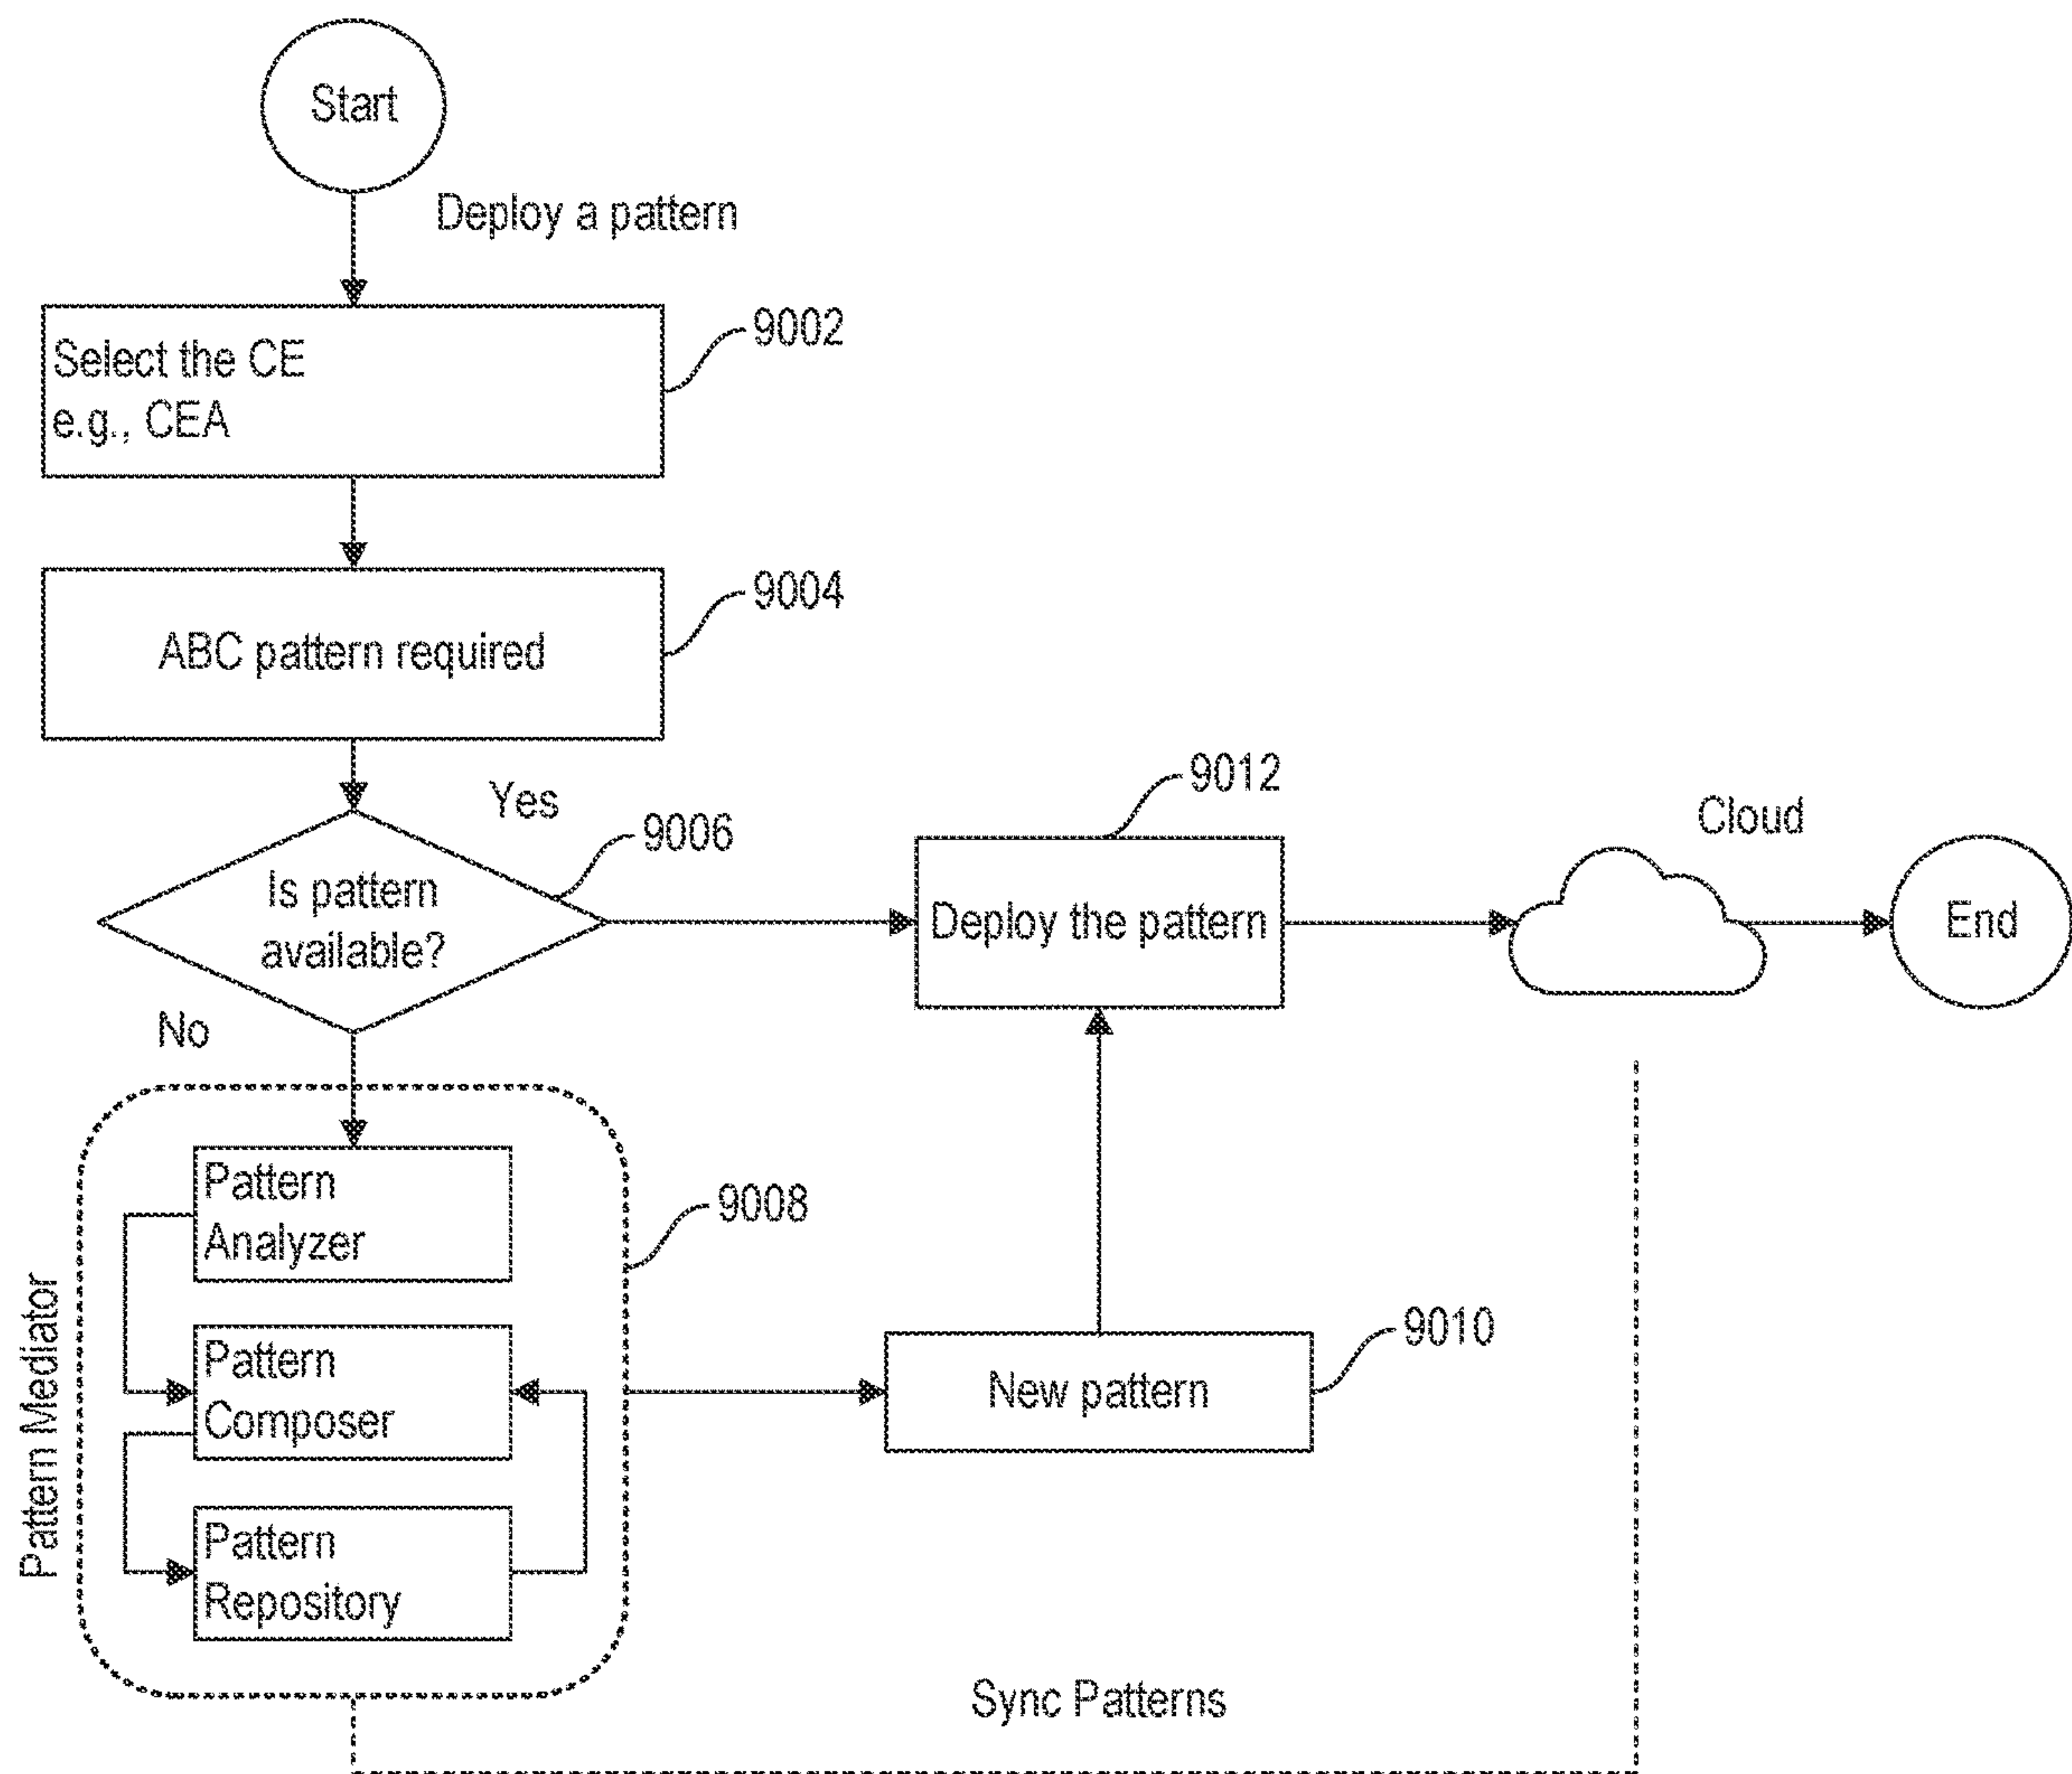 Start
Deploy a pattern
Select the CE
e.g., CEA
9002
ABC pattern required
9004
Yes
Is pattern
available?
9006
No
Deploy the pattern
9012
Cloud
End
Pattern Mediator
Pattern
Analyzer
Pattern
Composer
Pattern
Repository
9008
New pattern
9010
Sync Patterns